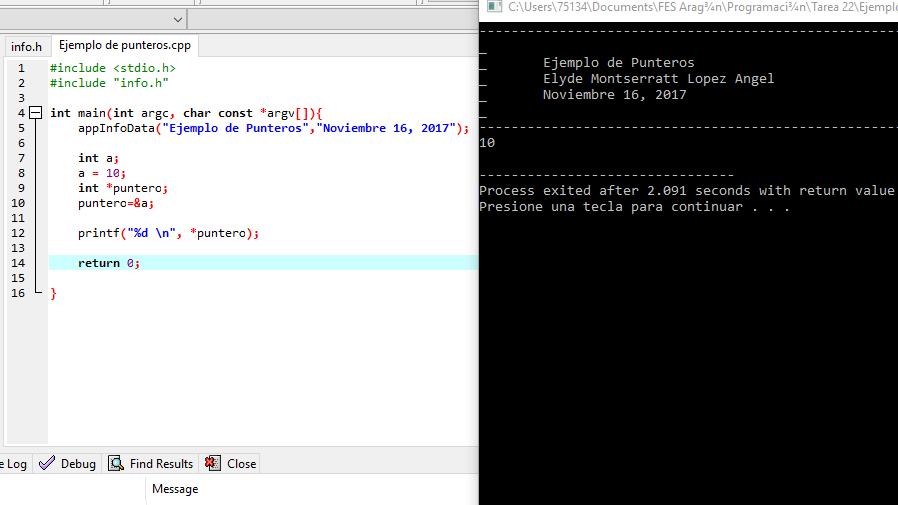 info.h
Ejemplo de punteros.cpp
1 #include <stdio.h>
2 #include "info.h"
3
4 int main(int argc, char const *argv[]){
5 appInfoData("Ejemplo de Punteros","Noviembre 16, 2017");
6
7 int a;
8 a = 10;
9 int *puntero;
10 puntero=&a;
11
12 printf("%d \n", *puntero);
13
14 return 0;
15
16 }
e Log
Debug
Find Results
Close
Message
C:\Users\75134\Documents\FES Arag¾n\Programaci¾n\Tarea 22\Ejemplo
Ejemplo de Punteros
Elyde Montserratt Lopez Angel
Noviembre 16, 2017
10
--------------------------------
Process exited after 2.091 seconds with return value
Presione una tecla para continuar . . .